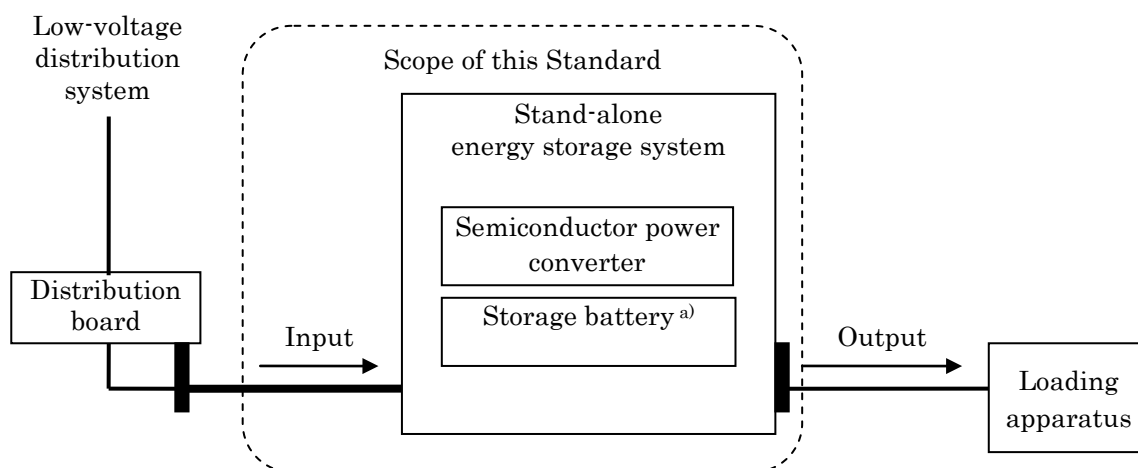 Low-voltage
distribution
system
Scope of this Standard
Stand-alone
energy storage system
Semiconductor power
converter
Storage battery a)
Distribution
board
Input
Output
Loading
apparatus